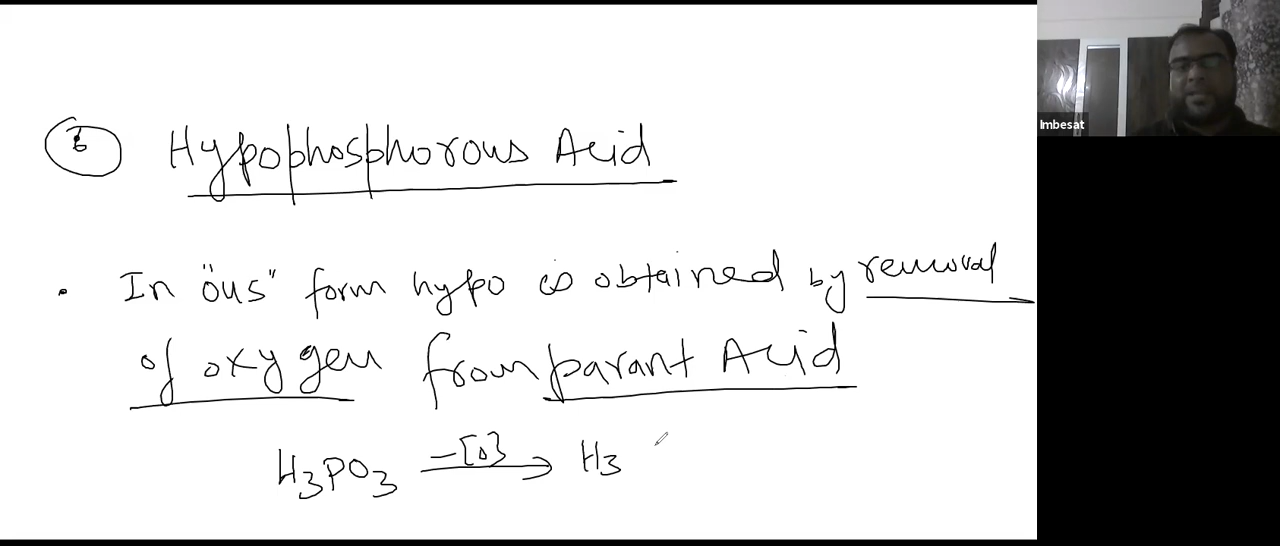 6 Hypophosphorous Acid
Imbesat
• In "ous" form hypo is obtained by removal
of oxygen from parant Acid
H3PO3 —[O]→ H3